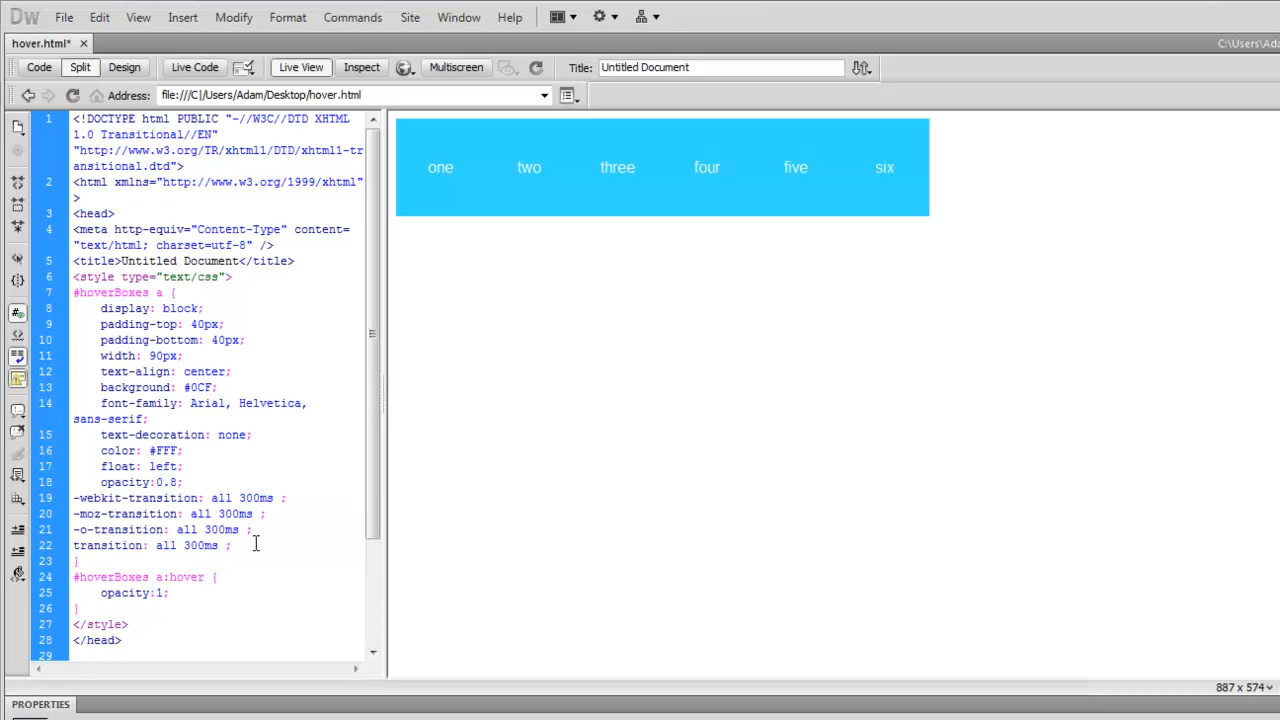 Dw File Edit View Insert Modify Format Commands Site Window Help
hover.html* × C:\Users\Ada
Code Split Design Live Code Live View Inspect Multiscreen Title: Untitled Document
Address: file:///C|/Users/Adam/Desktop/hover.html
1 <!DOCTYPE html PUBLIC "-//W3C//DTD XHTML
1.0 Transitional//EN"
"http://www.w3.org/TR/xhtml1/DTD/xhtml1-tr
ansitional.dtd">
2 <html xmlns="http://www.w3.org/1999/xhtml"
>
3 <head>
4 <meta http-equiv="Content-Type" content=
"text/html; charset=utf-8" />
5 <title>Untitled Document</title>
6 <style type="text/css">
7 #hoverBoxes a {
8 display: block;
9 padding-top: 40px;
10 padding-bottom: 40px;
11 width: 90px;
12 text-align: center;
13 background: #0CF;
14 font-family: Arial, Helvetica,
sans-serif;
15 text-decoration: none;
16 color: #FFF;
17 float: left;
18 opacity:0.8;
19 -webkit-transition: all 300ms ;
20 -moz-transition: all 300ms ;
21 -o-transition: all 300ms ;
22 transition: all 300ms ;
23 }
24 #hoverBoxes a:hover {
25 opacity:1;
26 }
27 </style>
28 </head>
29
one two three four five six
887 x 574
PROPERTIES